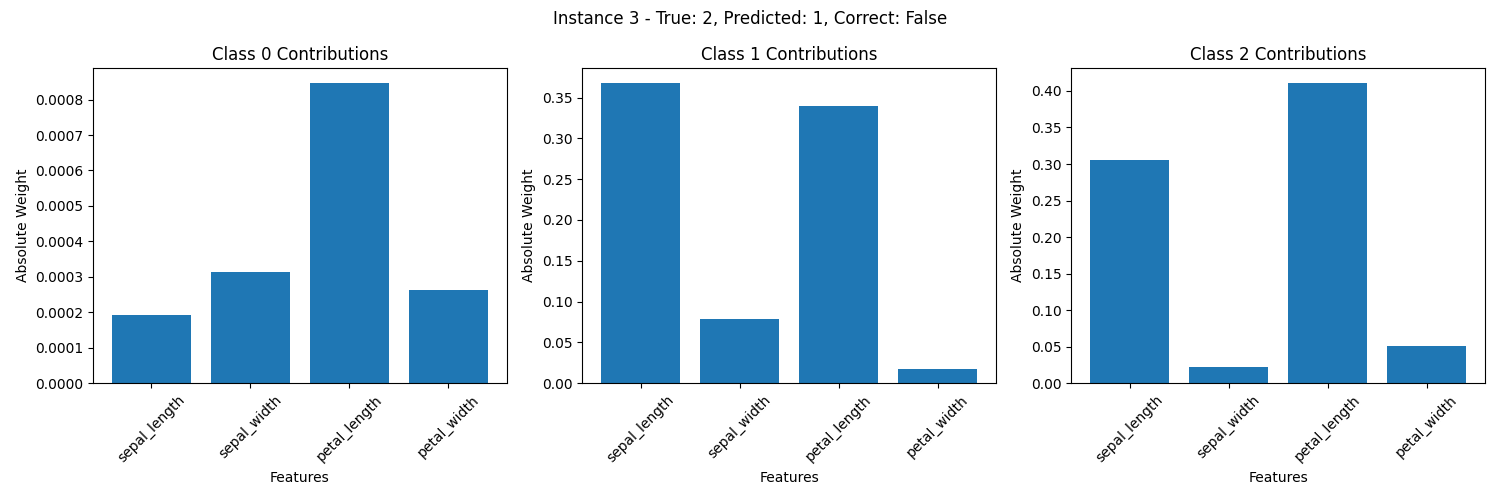 Instance 3 - True: 2, Predicted: 1, Correct: False
Class 0 Contributions
Absolute Weight
0.0008
0.0007
0.0006
0.0005
0.0004
0.0003
0.0002
0.0001
0.0000
sepal_length
sepal_width
petal_length
petal_width
Features
Class 1 Contributions
Absolute Weight
0.35
0.30
0.25
0.20
0.15
0.10
0.05
0.00
sepal_length
sepal_width
petal_length
petal_width
Features
Class 2 Contributions
Absolute Weight
0.40
0.35
0.30
0.25
0.20
0.15
0.10
0.05
0.00
sepal_length
sepal_width
petal_length
petal_width
Features